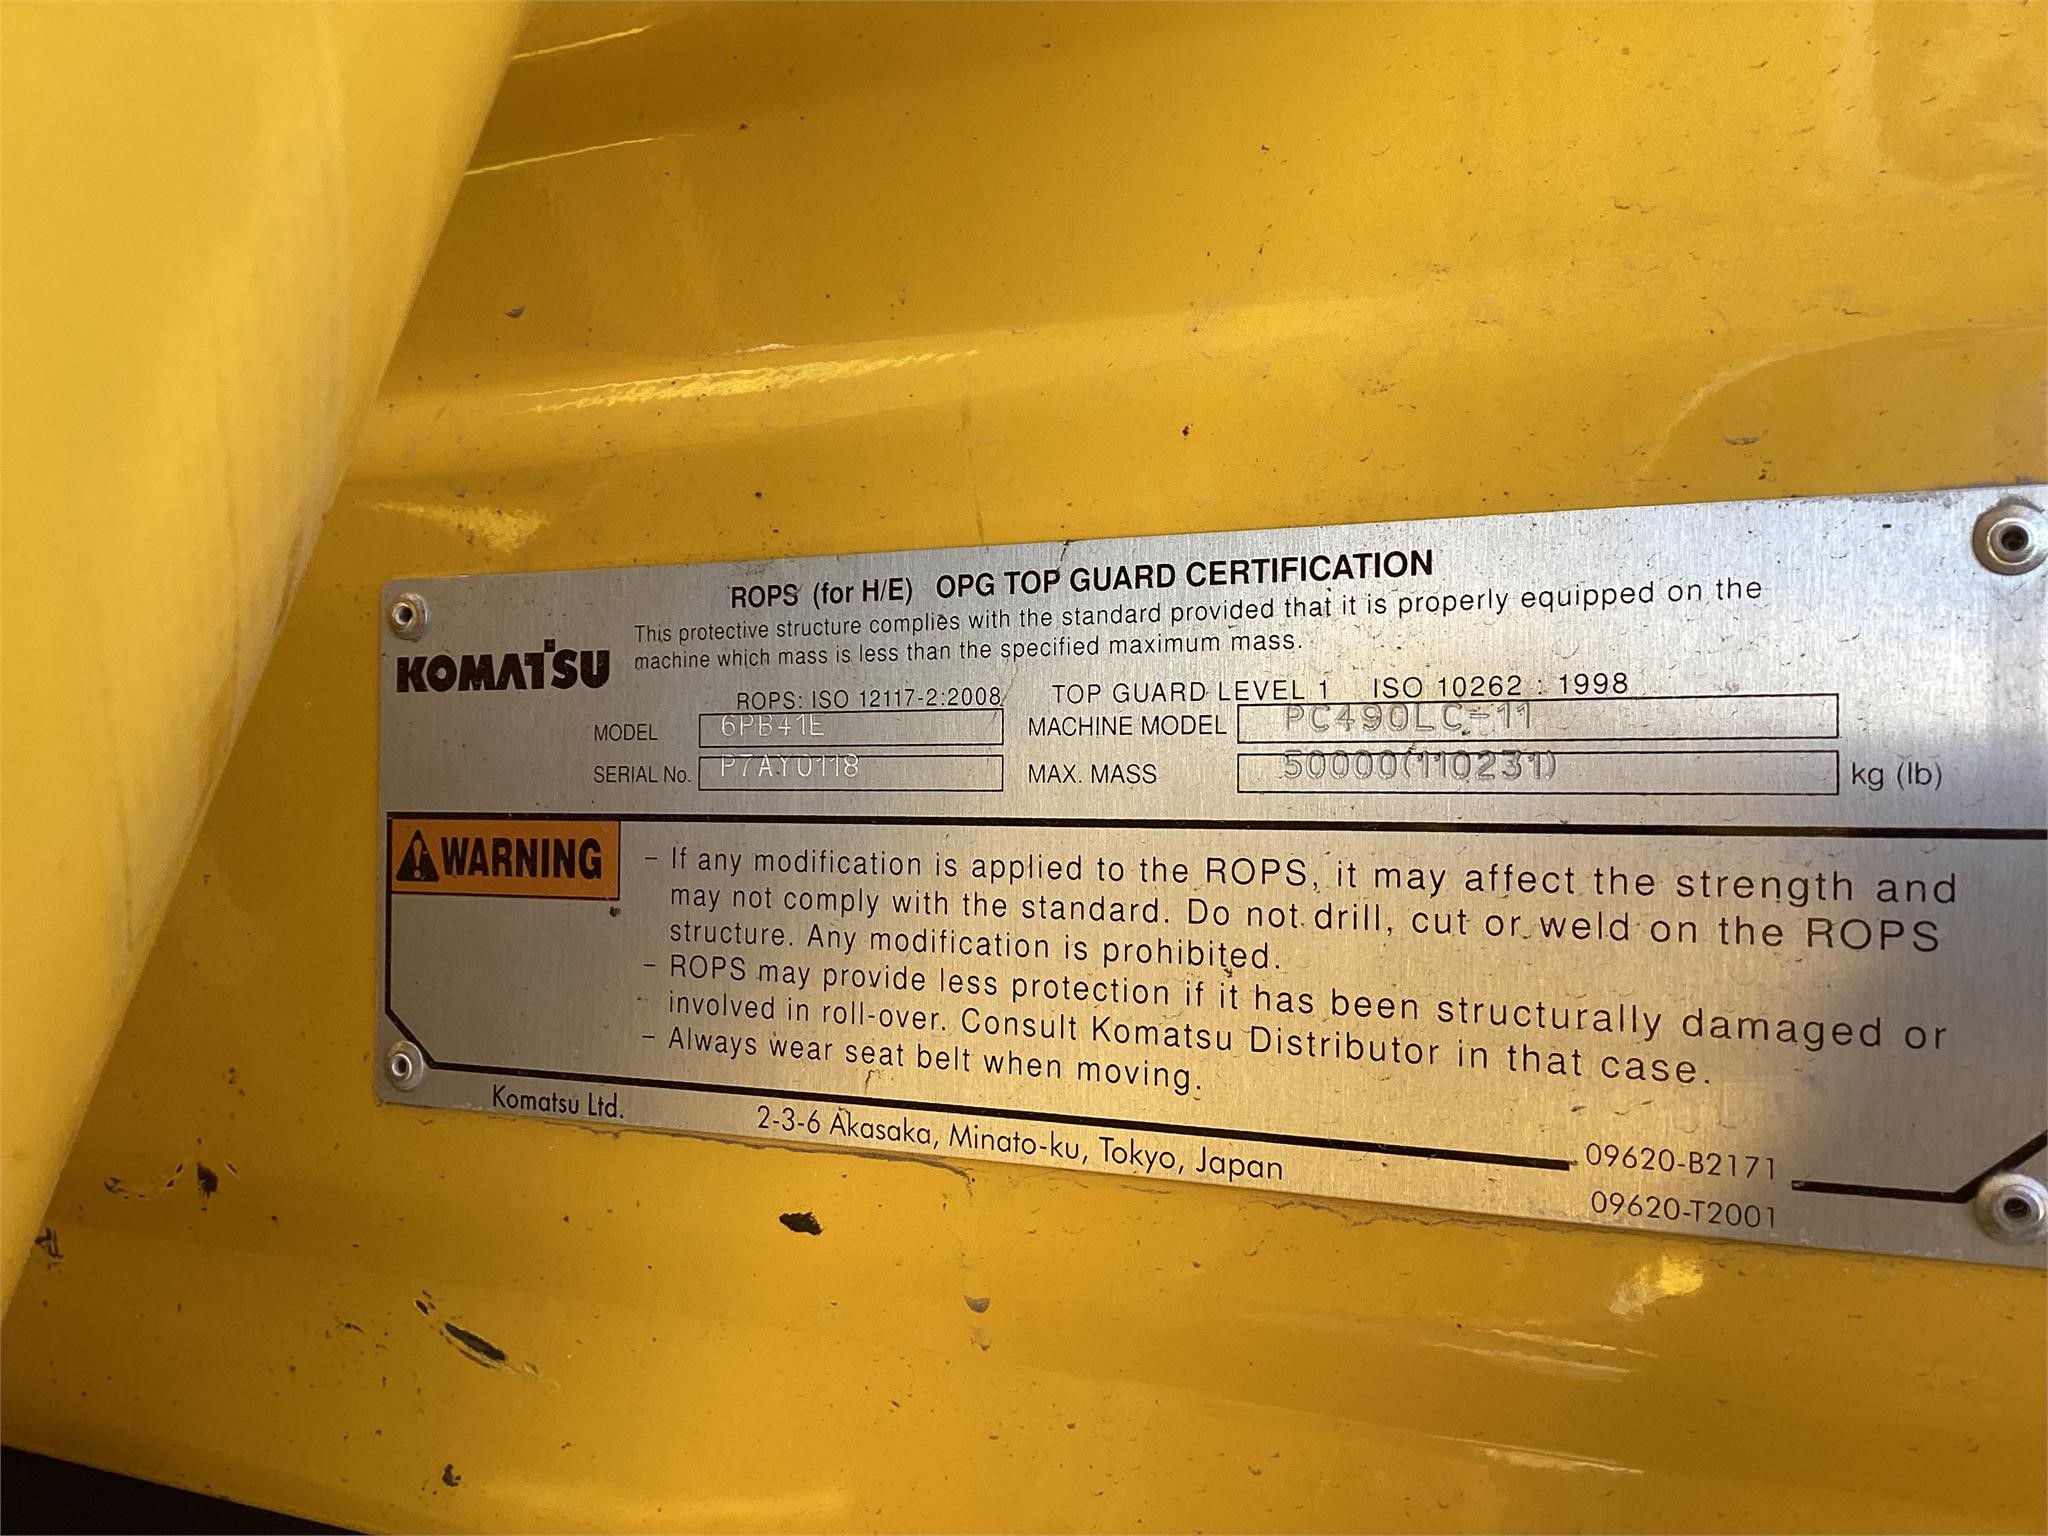 ROPS (for H/E) OPG TOP GUARD CERTIFICATION
This protective structure complies with the standard provided that it is properly equipped on the
machine which mass is less than the specified maximum mass.
KOMATSU
ROPS: ISO 12117-2:2008 TOP GUARD LEVEL 1 ISO 10262 : 1998
MODEL 6PB41E MACHINE MODEL PC490LC-11
SERIAL No. P7AY0118 MAX. MASS 50000(110231) kg (lb)
WARNING
- If any modification is applied to the ROPS, it may affect the strength and
may not comply with the standard. Do not drill, cut or weld on the ROPS
structure. Any modification is prohibited.
- ROPS may provide less protection if it has been structurally damaged or
involved in roll-over. Consult Komatsu Distributor in that case.
- Always wear seat belt when moving.
Komatsu Ltd. 2-3-6 Akasaka, Minato-ku, Tokyo, Japan
09620-B2171
09620-T2001